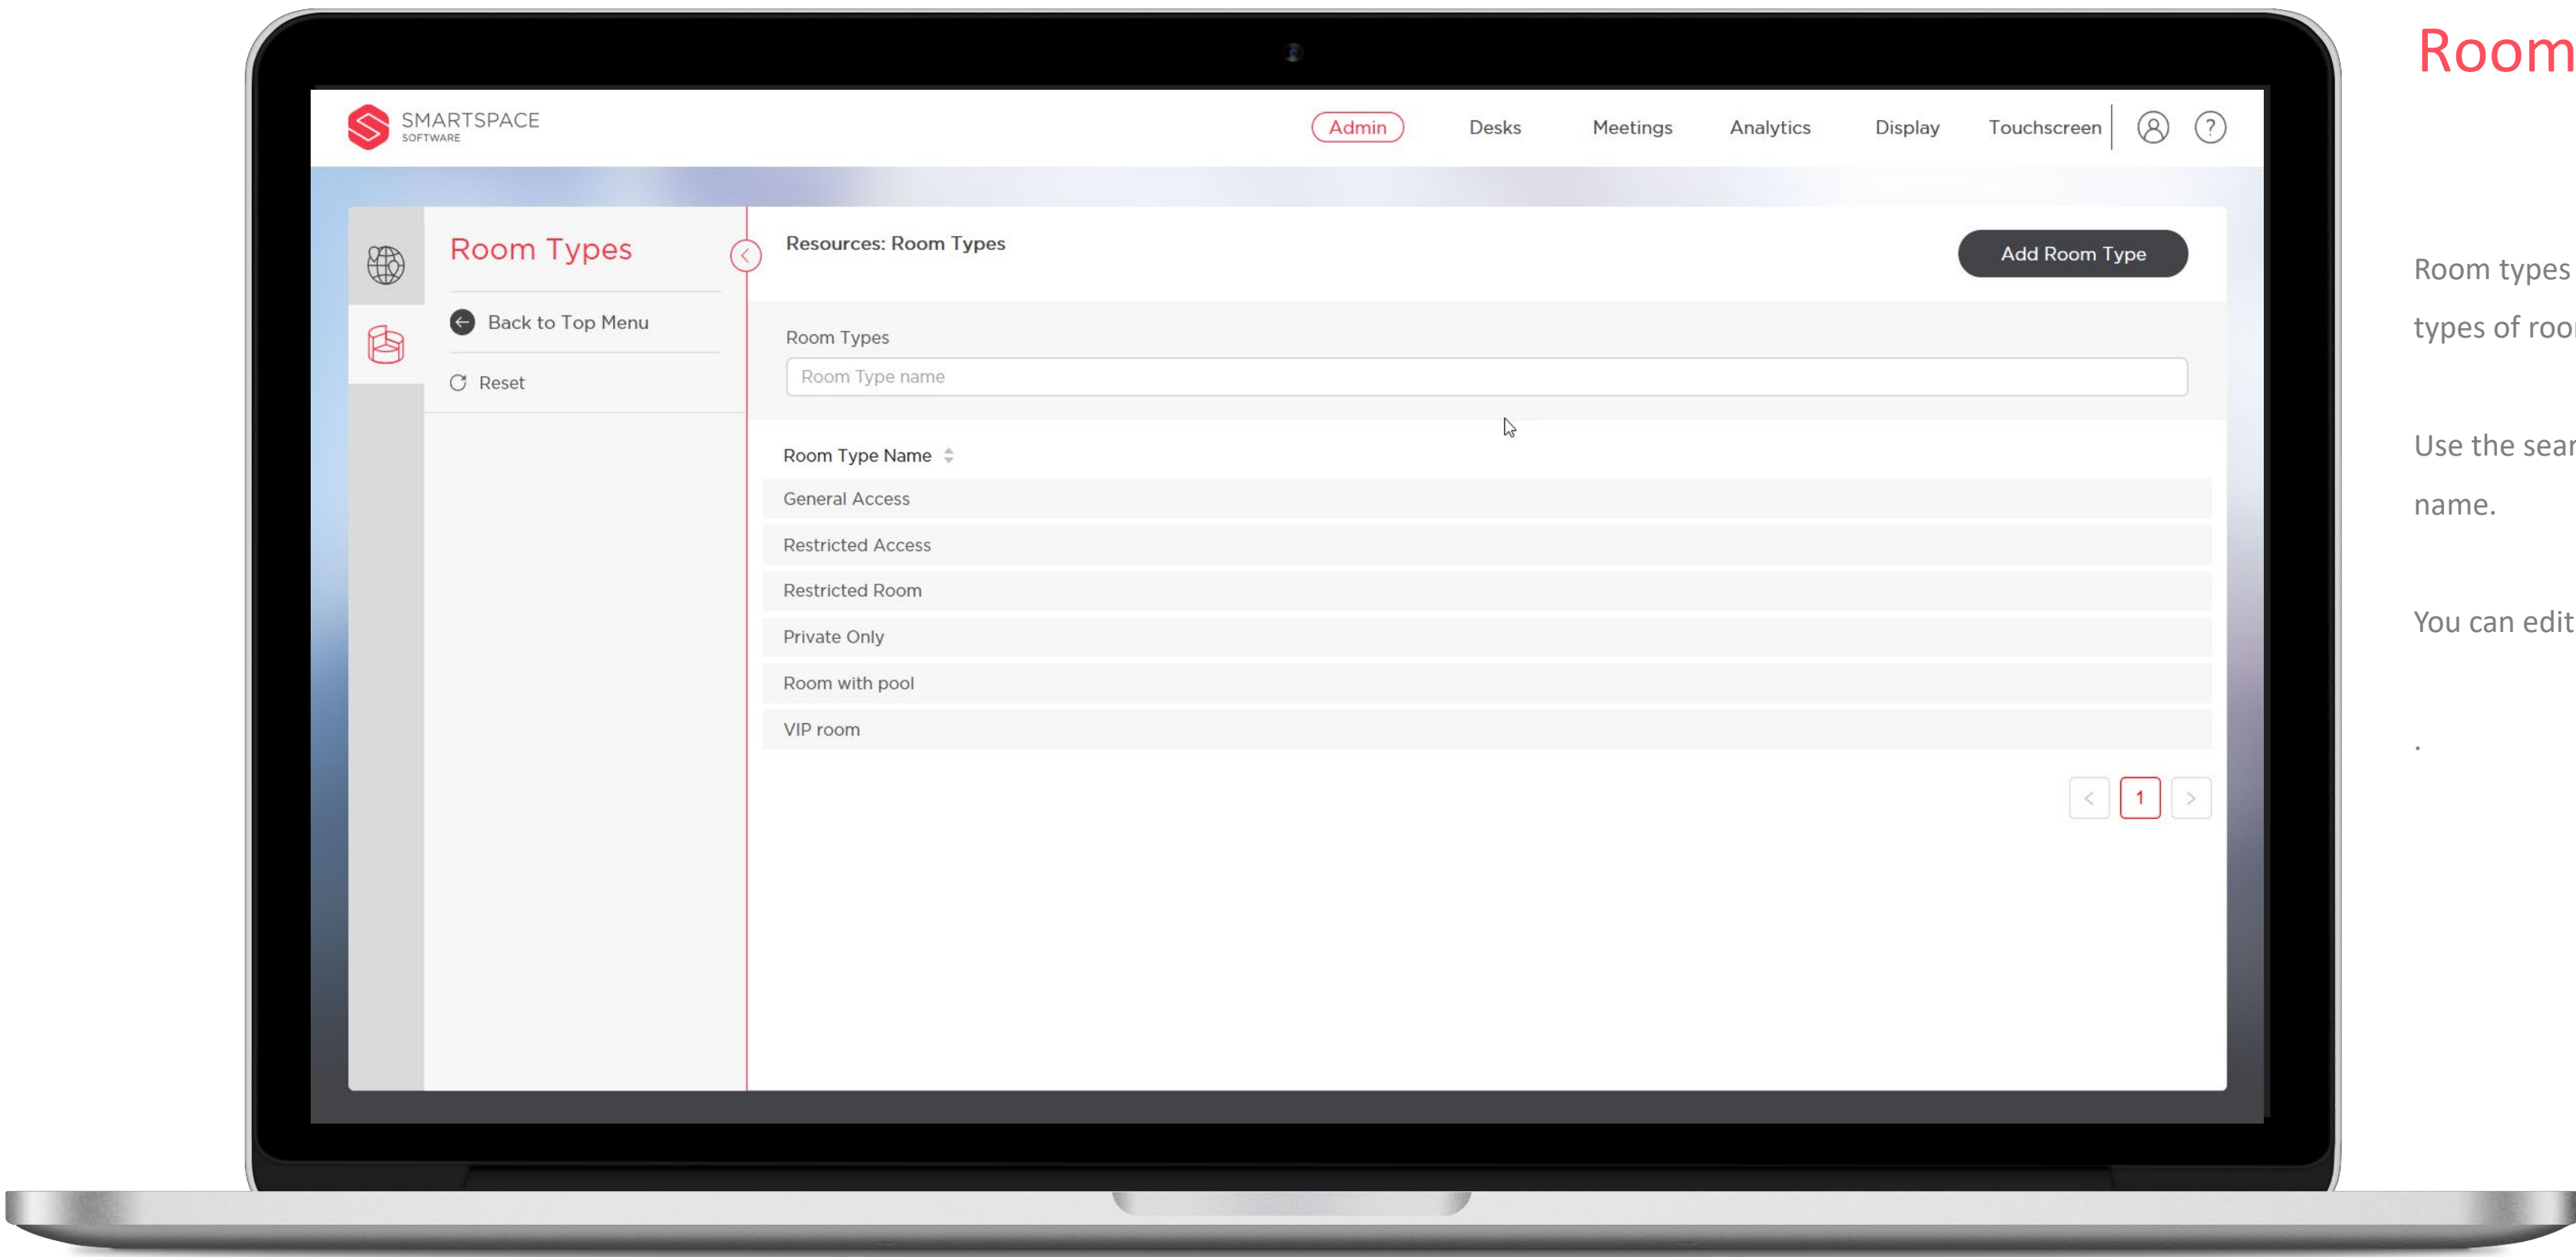 SMARTSPACE
SOFTWARE
Admin Desks Meetings Analytics Display Touchscreen ?
Room Types
Back to Top Menu
Reset
Resources: Room Types
Add Room Type
Room Types
Room Type name
Room Type Name
General Access
Restricted Access
Restricted Room
Private Only
Room with pool
VIP room
< 1 >
Room
Room types
types of
Use the
name.
You can edit
.